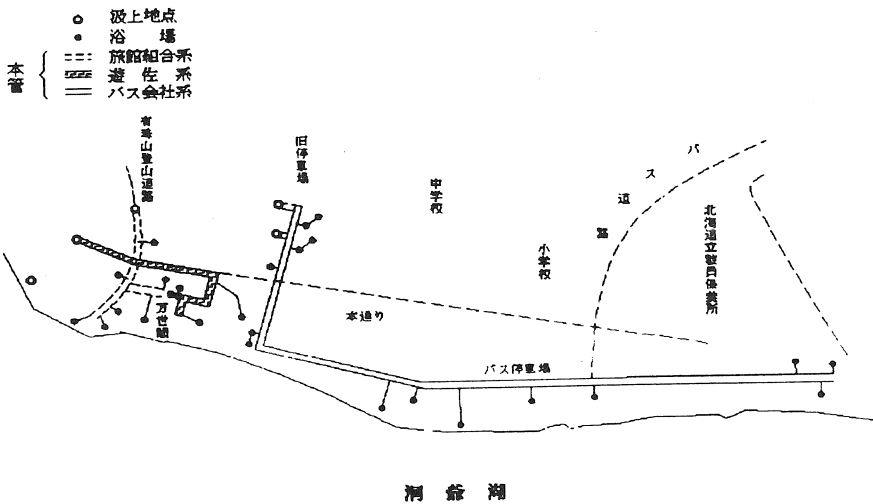 汲上地点
浴場
本管
旅館組合系
遊佐系
バス会社系
有珠山登山道路
旧停車場
中学校
小学校
バス道路
北海道立教員保養所
万世閣
本通り
バス停車場
洞爺湖